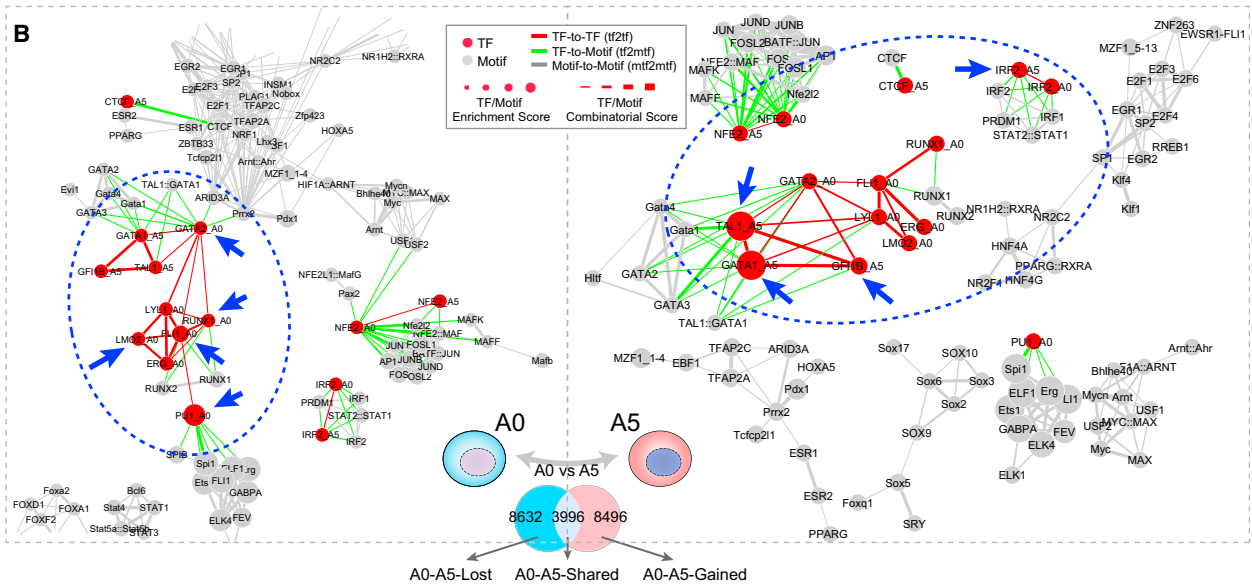 B
TF
Motif
TF-to-TF (tf2tf)
TF-to-Motif (tf2mtf)
Motif-to-Motif (mtf2mtf)
TF/Motif
Enrichment Score
TF/Motif
Combinatorial Score
NR2C2
NR1H2::RXRA
EGR2
EGR1
SP2
E2F3
INSM1
PLAG1
Nobox
E2F1
TFAP2C
Zfp423
CTCF_A5
ESR2
ESR1
CTCF
TFAP2A
HOXA5
PPARG
NRF1
ZBTB33
Lhx3
Tcfcp2l1
Arnt::Ahr
MZF1_1-4
GATA2
TAL1::GATA1
ARID3A
HIF1A::ARNT
Mycn
Bhlhe40
MAX
Myc
Evi1
Gata4
Gata1
GATA3
Prrx2
Pdx1
Arnt
USF2
GATA1_A5
GATA2_A0
GFI1B_A5
TAL1_A5
NFE2L1::MafG
Pax2
NFE2_A5
NFE2_A0
LYL1_A0
RUNX1_A0
LMO2_A0
FLI1_A0
ERG_A0
RUNX2
RUNX1
Nfe2l2
MAFK
NFE2::MAF
MAFF
JUN
FOSL1
BATF::JUN
AP1
JUNB
JUND
FOSL2
Mafb
PU1_A0
IRF2_A0
PRDM1
IRF1
STAT2::STAT1
IRF2_A5
IRF2
SPIB
Spi1
Ets
FLI1
GABPA
ELK4
FEV
Foxa2
FOXD1
FOXA1
FOXF2
Bcl6
Stat4
STAT1
Stat5a::Stat5b
STAT3
JUN
JUND
JUNB
FOSL2
BATF::JUN
FOS
AP1
NFE2::MAF
FOSL1
MAFK
MAFF
Nfe2l2
NFE2_A0
NFE2_A5
CTCF
CTCF_A5
IRF2_A5
IRF2
IRF2_A0
PRDM1
IRF1
STAT2::STAT1
ZNF263
MZF1_5-13
EWSR1-FLI1
E2F3
E2F1
E2F6
EGR1
E2F4
SP2
RREB1
SP1
EGR2
Klf4
Klf1
RUNX1_A0
GATA2_A0
FLI1_A0
RUNX1
RUNX2
Gata4
TAL1_A5
LYL1_A0
ERG_A0
LMO2_A0
NR1H2::RXRA
NR2C2
Gata1
HNF4A
Hltf
GATA2
GATA1_A5
GFI1B_A5
PPARG::RXRA
NR2F1
HNF4G
GATA3
TAL1::GATA1
MZF1_1-4
EBF1
TFAP2C
ARID3A
TFAP2A
HOXA5
Pdx1
Prrx2
Tcfcp2l1
ESR1
ESR2
PPARG
Sox17
SOX10
Sox6
Sox3
Sox2
SOX9
Sox5
Foxq1
SRY
PU1_A0
Spi1
ELF1
Erg
Ets1
GABPA
FEV
ELK4
ELK1
Arnt::Ahr
Bhlhe40
Mycn
Arnt
USF1
USF2
MYC::MAX
Myc
MAX
A0
A5
A0 vs A5
8632
3996
8496
A0-A5-Lost
A0-A5-Shared
A0-A5-Gained